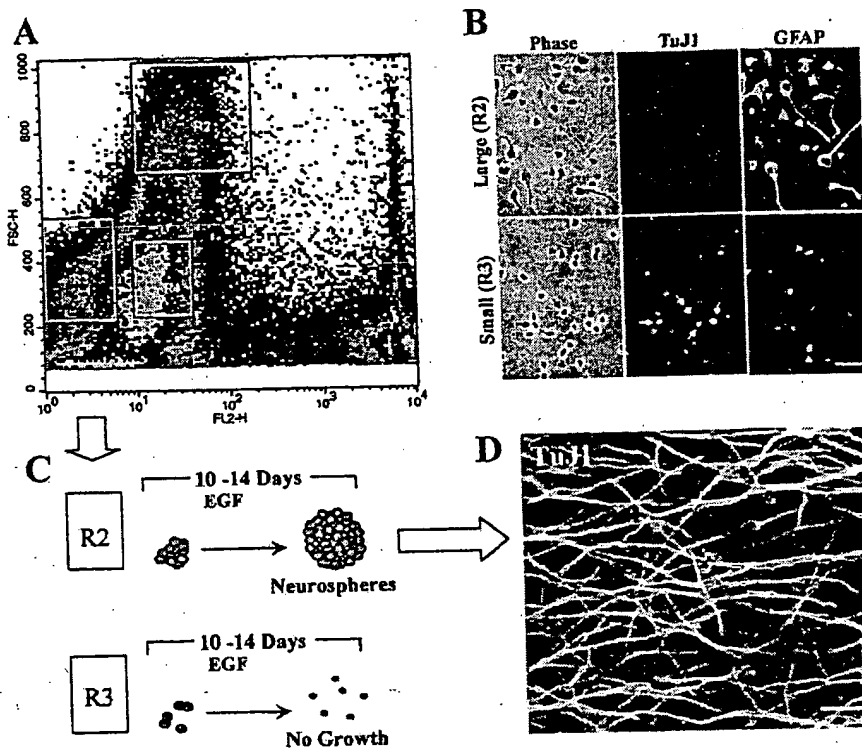 A
FSC-H
1000
800
600
400
200
0
10^0
10^1
10^2
10^3
10^4
FL2-H
B
Phase
TuJ1
GFAP
Large (R2)
Small (R3)
C
R2
10 -14 Days
EGF
Neurospheres
R3
10 -14 Days
EGF
No Growth
D
TuJ1